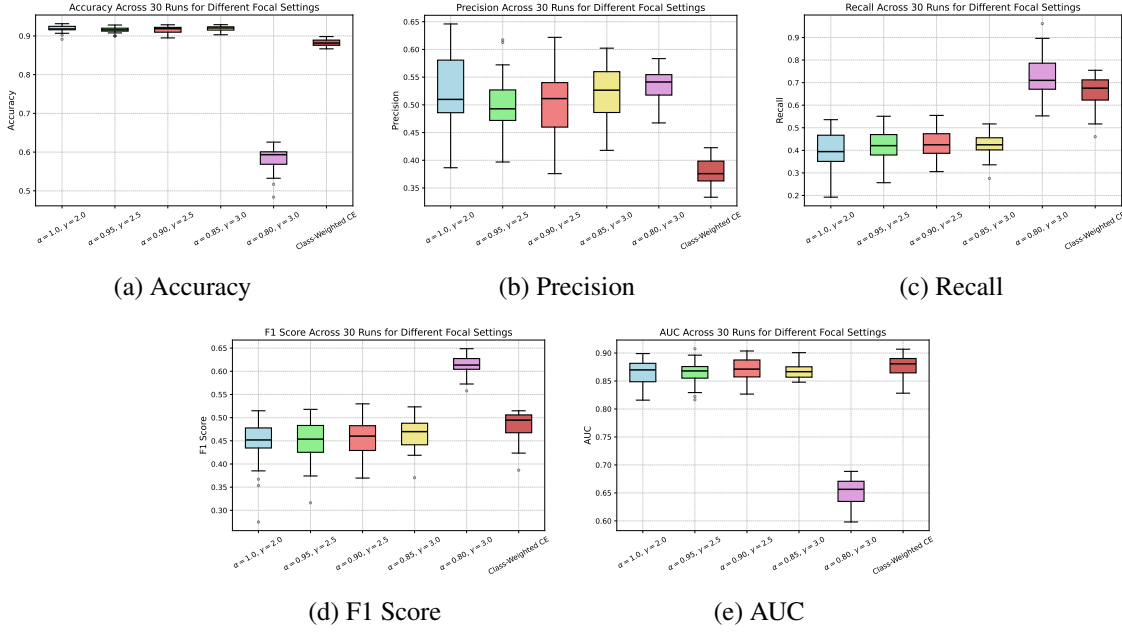 Accuracy Across 30 Runs for Different Focal Settings
Accuracy
0.9
0.8
0.7
0.6
0.5
α = 1.0, γ = 2.0
α = 0.95, γ = 2.5
α = 0.90, γ = 2.5
α = 0.85, γ = 3.0
α = 0.80, γ = 3.0
Class-Weighted CE
(a) Accuracy
Precision Across 30 Runs for Different Focal Settings
Precision
0.65
0.60
0.55
0.50
0.45
0.40
0.35
α = 1.0, γ = 2.0
α = 0.95, γ = 2.5
α = 0.90, γ = 2.5
α = 0.85, γ = 3.0
α = 0.80, γ = 3.0
Class-Weighted CE
(b) Precision
Recall Across 30 Runs for Different Focal Settings
Recall
0.9
0.8
0.7
0.6
0.5
0.4
0.3
0.2
α = 1.0, γ = 2.0
α = 0.95, γ = 2.5
α = 0.90, γ = 2.5
α = 0.85, γ = 3.0
α = 0.80, γ = 3.0
Class-Weighted CE
(c) Recall
F1 Score Across 30 Runs for Different Focal Settings
F1 Score
0.65
0.60
0.55
0.50
0.45
0.40
0.35
0.30
α = 1.0, γ = 2.0
α = 0.95, γ = 2.5
α = 0.90, γ = 2.5
α = 0.85, γ = 3.0
α = 0.80, γ = 3.0
Class-Weighted CE
(d) F1 Score
AUC Across 30 Runs for Different Focal Settings
AUC
0.90
0.85
0.80
0.75
0.70
0.65
0.60
α = 1.0, γ = 2.0
α = 0.95, γ = 2.5
α = 0.90, γ = 2.5
α = 0.85, γ = 3.0
α = 0.80, γ = 3.0
Class-Weighted CE
(e) AUC